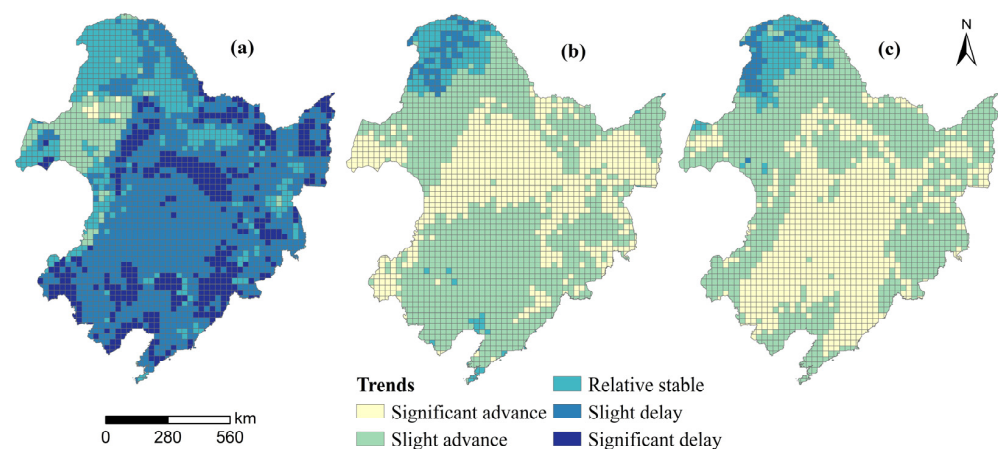 (a)
(b)
(c)
N
Trends
Significant advance
Slight advance
Relative stable
Slight delay
Significant delay
km
0 280 560